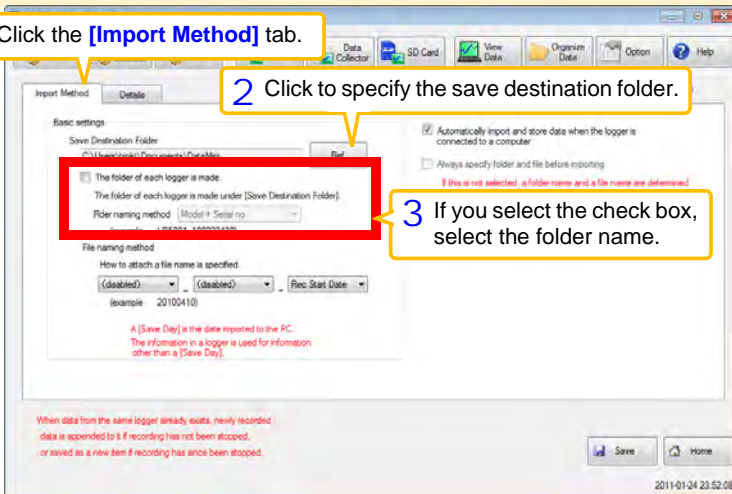 Click the [Import Method] tab.
Data Collector
SD Card
View Data
Organize Data
Option
Help
Import Method
Details
2 Click to specify the save destination folder.
Basic settings
Save Destination Folder
Ref
Automatically import and store data when the logger is
connected to a computer
Always specify folder and file before importing
If this is not selected, a folder name and a file name are determined
The folder of each logger is made.
The folder of each logger is made under [Save Destination Folder].
Flder naming method Model + Serial no.
3 If you select the check box,
select the folder name.
File naming method
How to attach a file name is specified
(disabled) _ (disabled) _ Rec Start Date
(example 20100410)
A [Save Day] is the date imported to the PC.
The information in a logger is used for information
other than a [Save Day].
When data from the same logger already exists, newly recorded
data is appended to it if recording has not been stopped,
or saved as a new item if recording has since been stopped.
Save
Home
2011-01-24 23:52:08